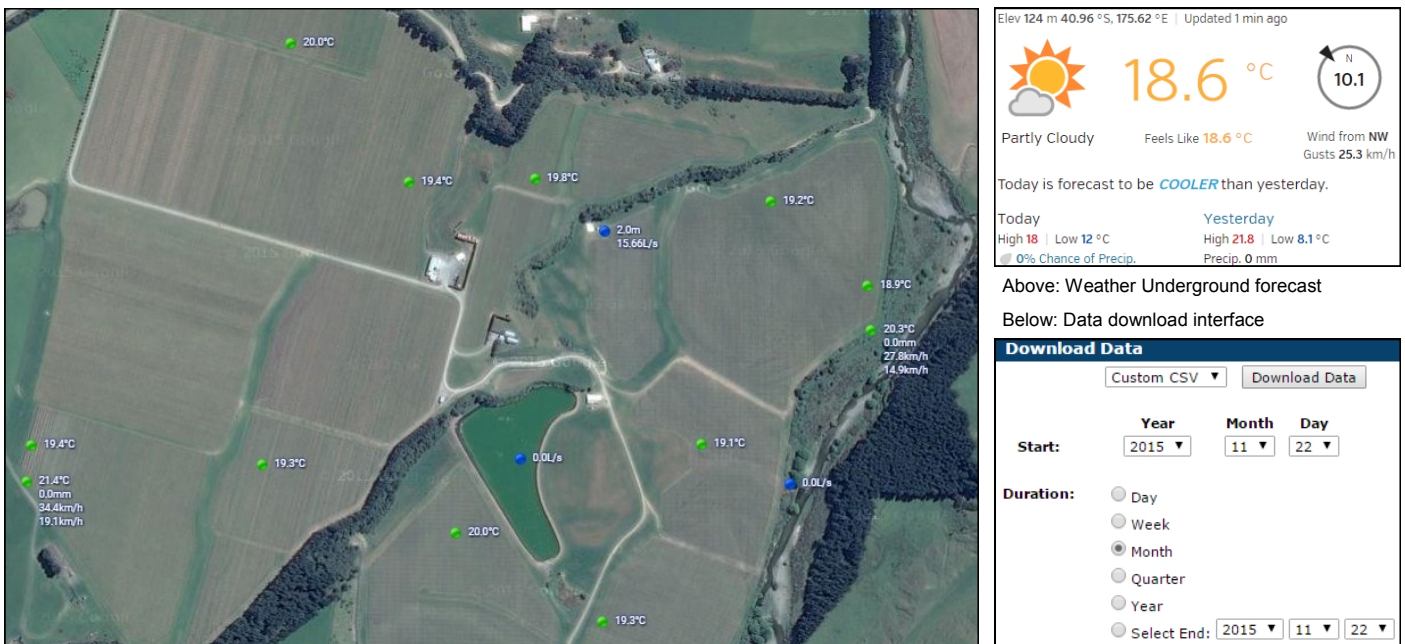 20.0°C
19.4°C
19.8°C
19.2°C
2.0m
15.66L/s
18.9°C
20.3°C
0.0mm
27.8km/h
14.9km/h
19.4°C
19.3°C
0.0L/s
19.1°C
0.0L/s
21.4°C
0.0mm
34.4km/h
19.1km/h
20.0°C
19.3°C
Elev 124 m 40.96 °S, 175.62 °E | Updated 1 min ago
18.6 °C
N
10.1
Partly Cloudy
Feels Like 18.6 °C
Wind from NW
Gusts 25.3 km/h
Today is forecast to be COOLER than yesterday.
Today
High 18 | Low 12 °C
0% Chance of Precip.
Yesterday
High 21.8 | Low 8.1 °C
Precip. 0 mm
Above: Weather Underground forecast
Below: Data download interface
Download Data
Custom CSV ▼ Download Data
Year Month Day
Start: 2015 ▼ 11 ▼ 22 ▼
Duration: Day
Week
Month
Quarter
Year
Select End: 2015 ▼ 11 ▼ 22 ▼